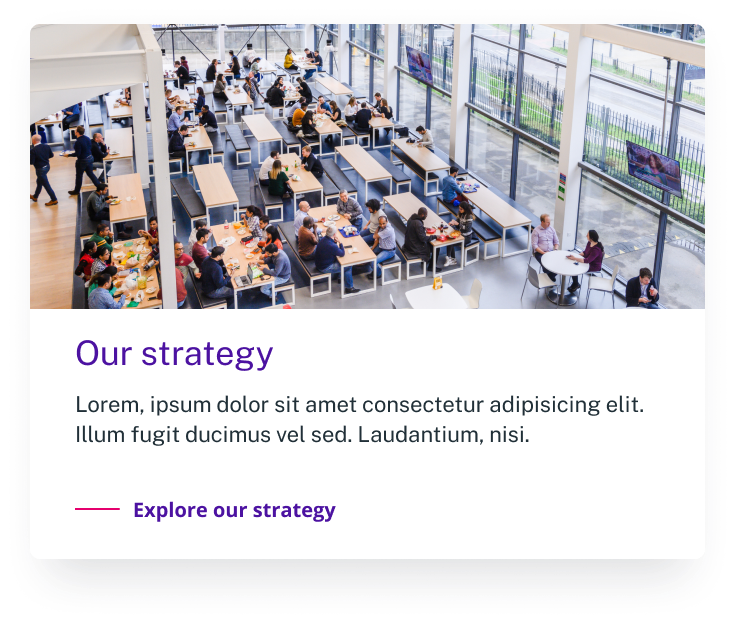 Our strategy
Lorem, ipsum dolor sit amet consectetur adipisicing elit.
Illum fugit ducimus vel sed. Laudantium, nisi.
Explore our strategy